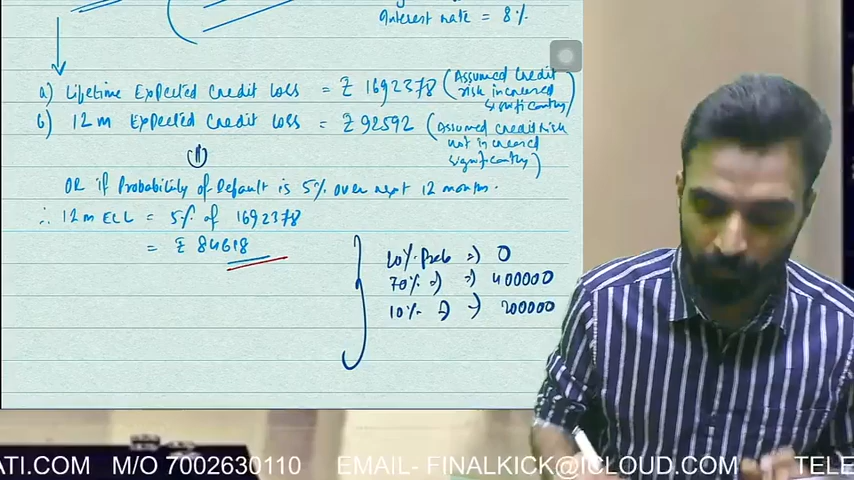 Interest rate = 8%
a) Lifetime Expected Credit Loss = ₹ 1692378 (Assumed Credit risk increased significantly)
b) 12m Expected Credit Loss = ₹ 92592 (Assumed credit risk not increased significantly)
OR if Probability of Default is 5% over next 12 months.
∴ 12m ECL = 5% of 1692378
= ₹ 84618
20% Prob ⇒ 0
70% ⇒ 400000
10% ⇒ 200000
ATI.COM M/O 7002630110 EMAIL- FINALKICK@ICLOUD.COM TELE